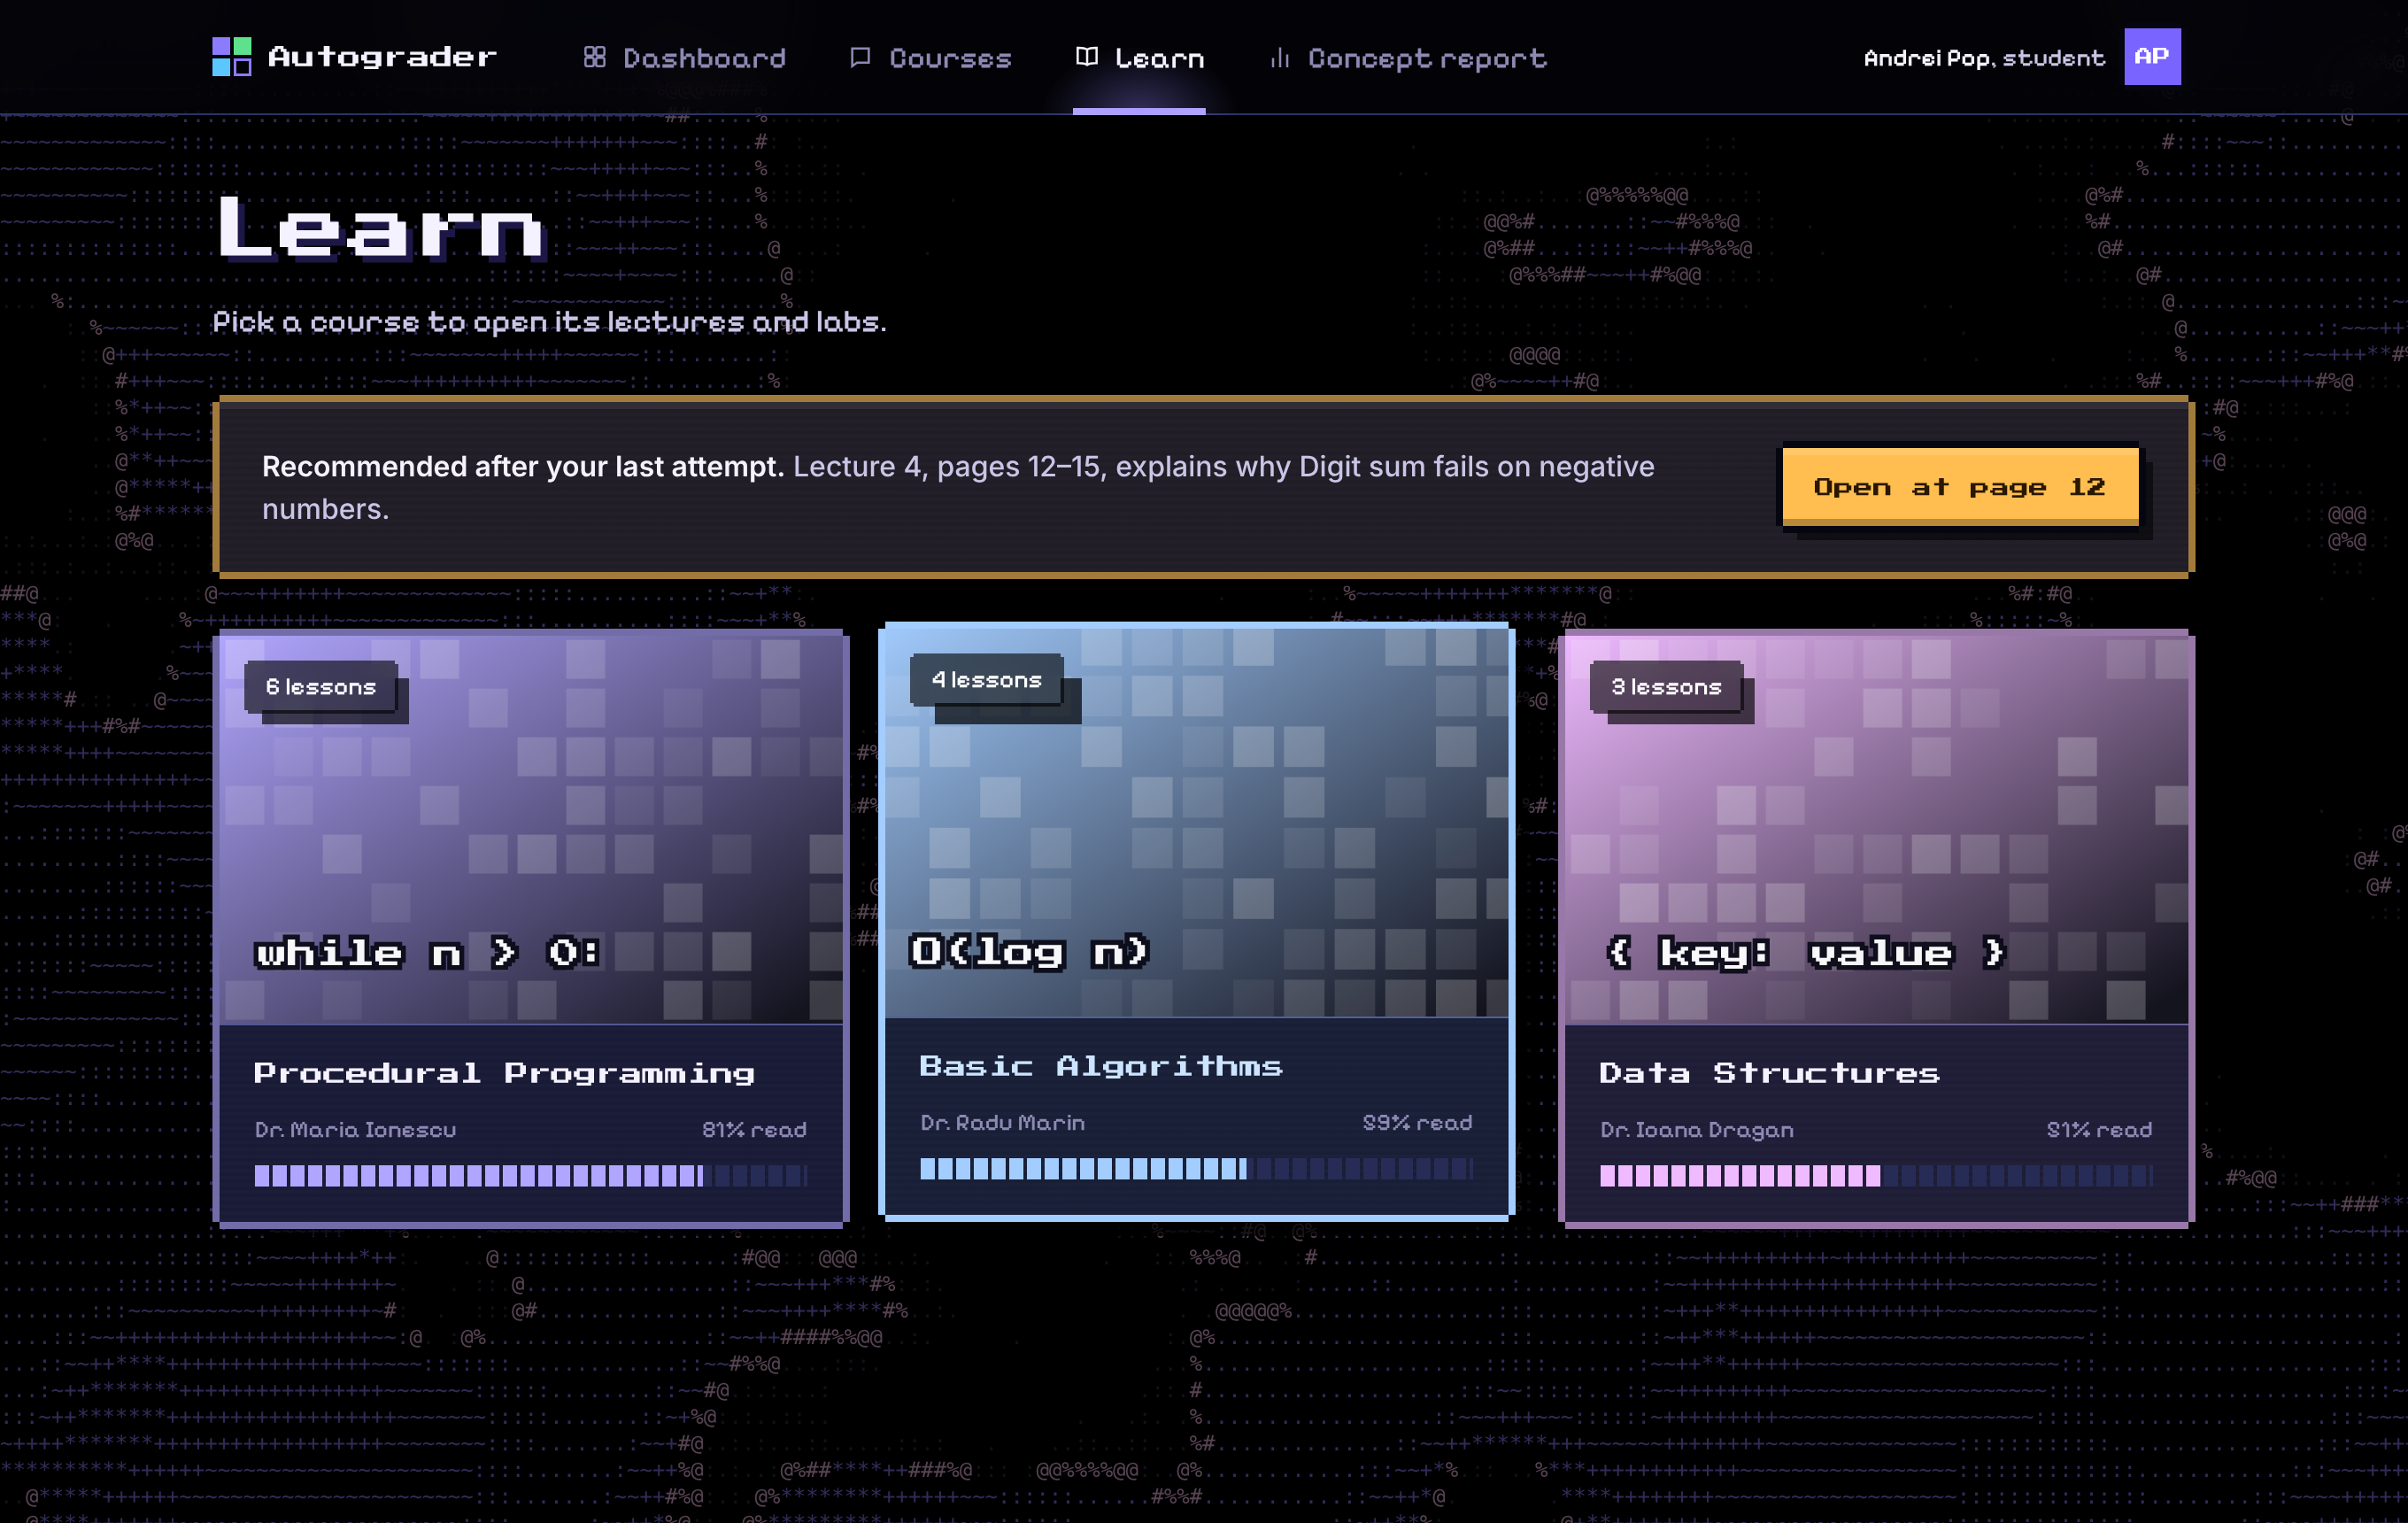 Autograder
Dashboard
Courses
Learn
Concept report
Andrei Pop, student
AP
Learn
Pick a course to open its lectures and labs.
Recommended after your last attempt. Lecture 4, pages 12–15, explains why Digit sum fails on negative
numbers.
Open at page 12
6 lessons
while n > 0:
Procedural Programming
Dr. Maria Ionescu
81% read
4 lessons
O(log n)
Basic Algorithms
Dr. Radu Marin
59% read
3 lessons
{ key: value }
Data Structures
Dr. Ioana Dragan
51% read